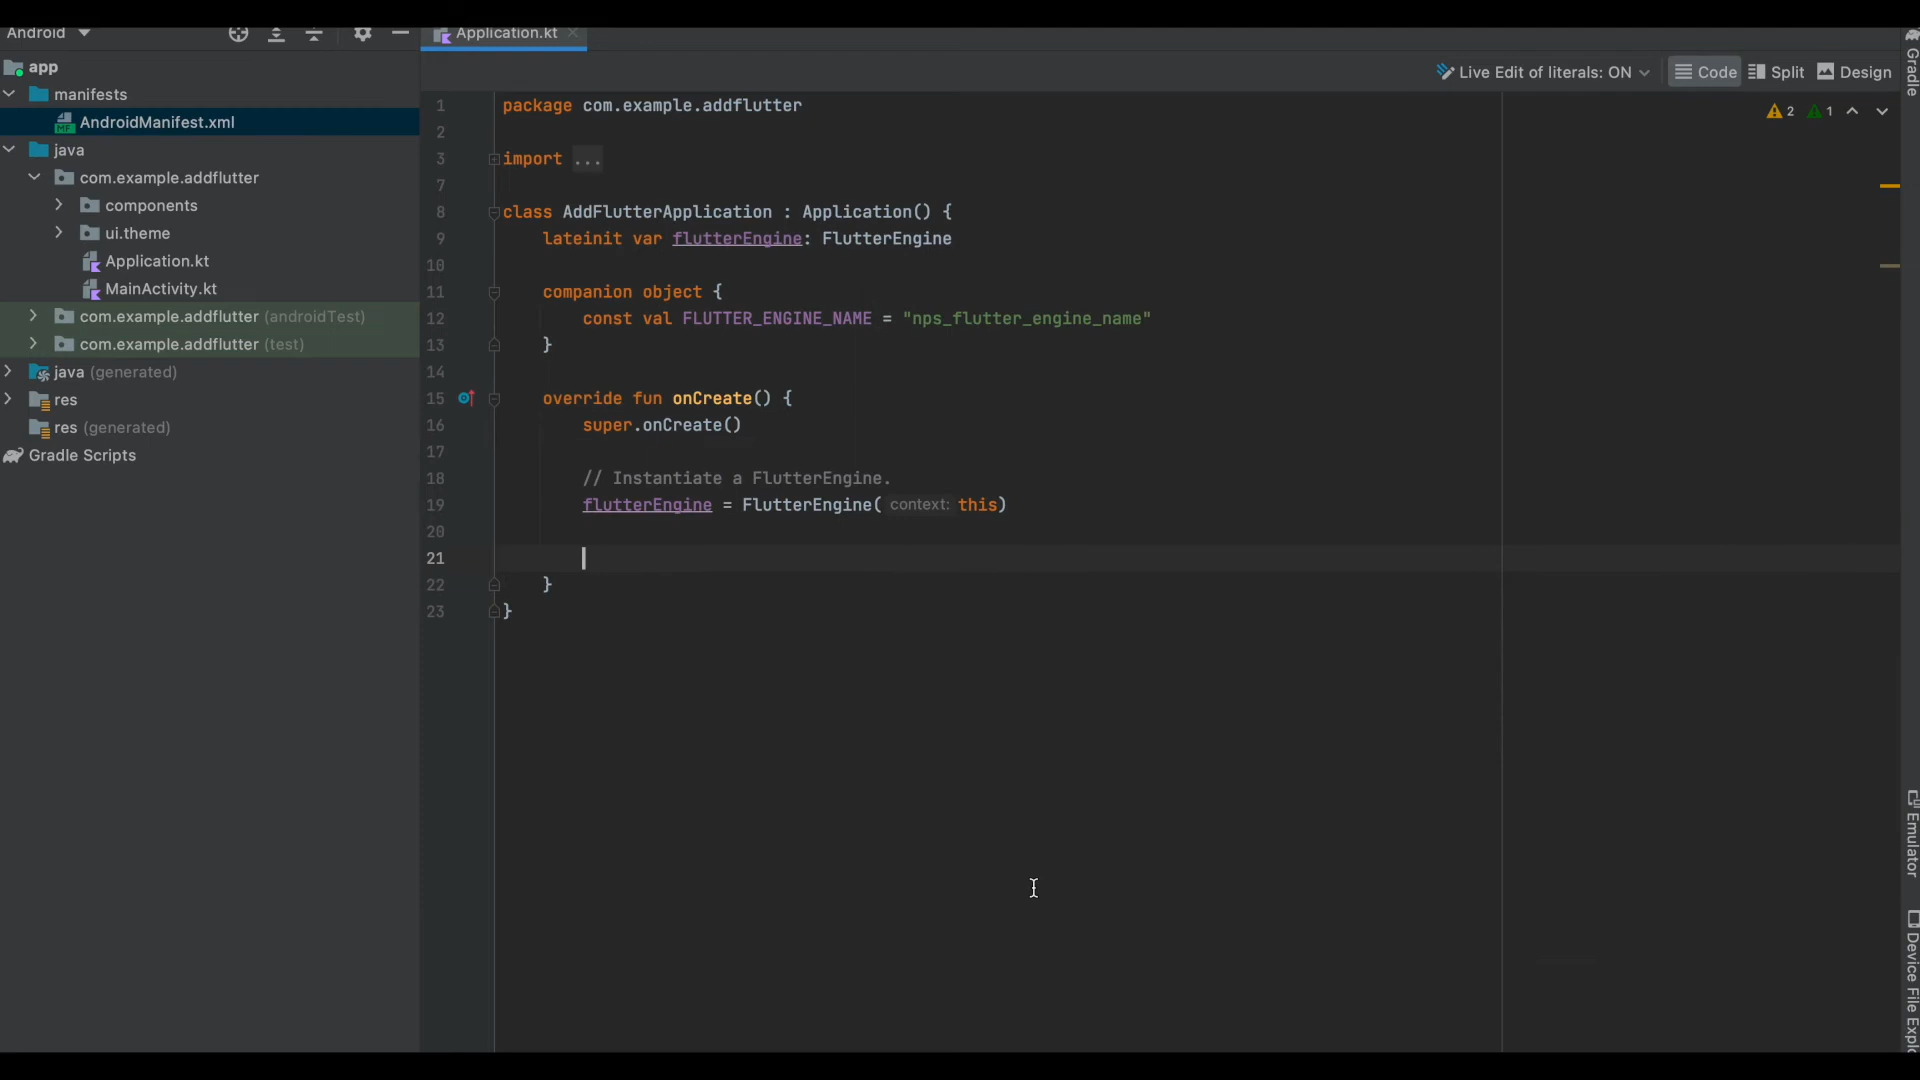 Android
Application.kt
app
manifests
AndroidManifest.xml
java
com.example.addflutter
components
ui.theme
Application.kt
MainActivity.kt
com.example.addflutter (androidTest)
com.example.addflutter (test)
java (generated)
res
res (generated)
Gradle Scripts
Live Edit of literals: ON
Code
Split
Design
2
1
1 package com.example.addflutter
2
3 import ...
7
8 class AddFlutterApplication : Application() {
9 lateinit var flutterEngine: FlutterEngine
10
11 companion object {
12 const val FLUTTER_ENGINE_NAME = "nps_flutter_engine_name"
13 }
14
15 override fun onCreate() {
16 super.onCreate()
17
18 // Instantiate a FlutterEngine.
19 flutterEngine = FlutterEngine( context: this)
20
21
22 }
23 }
Gradle
Emulator
Device File Explo